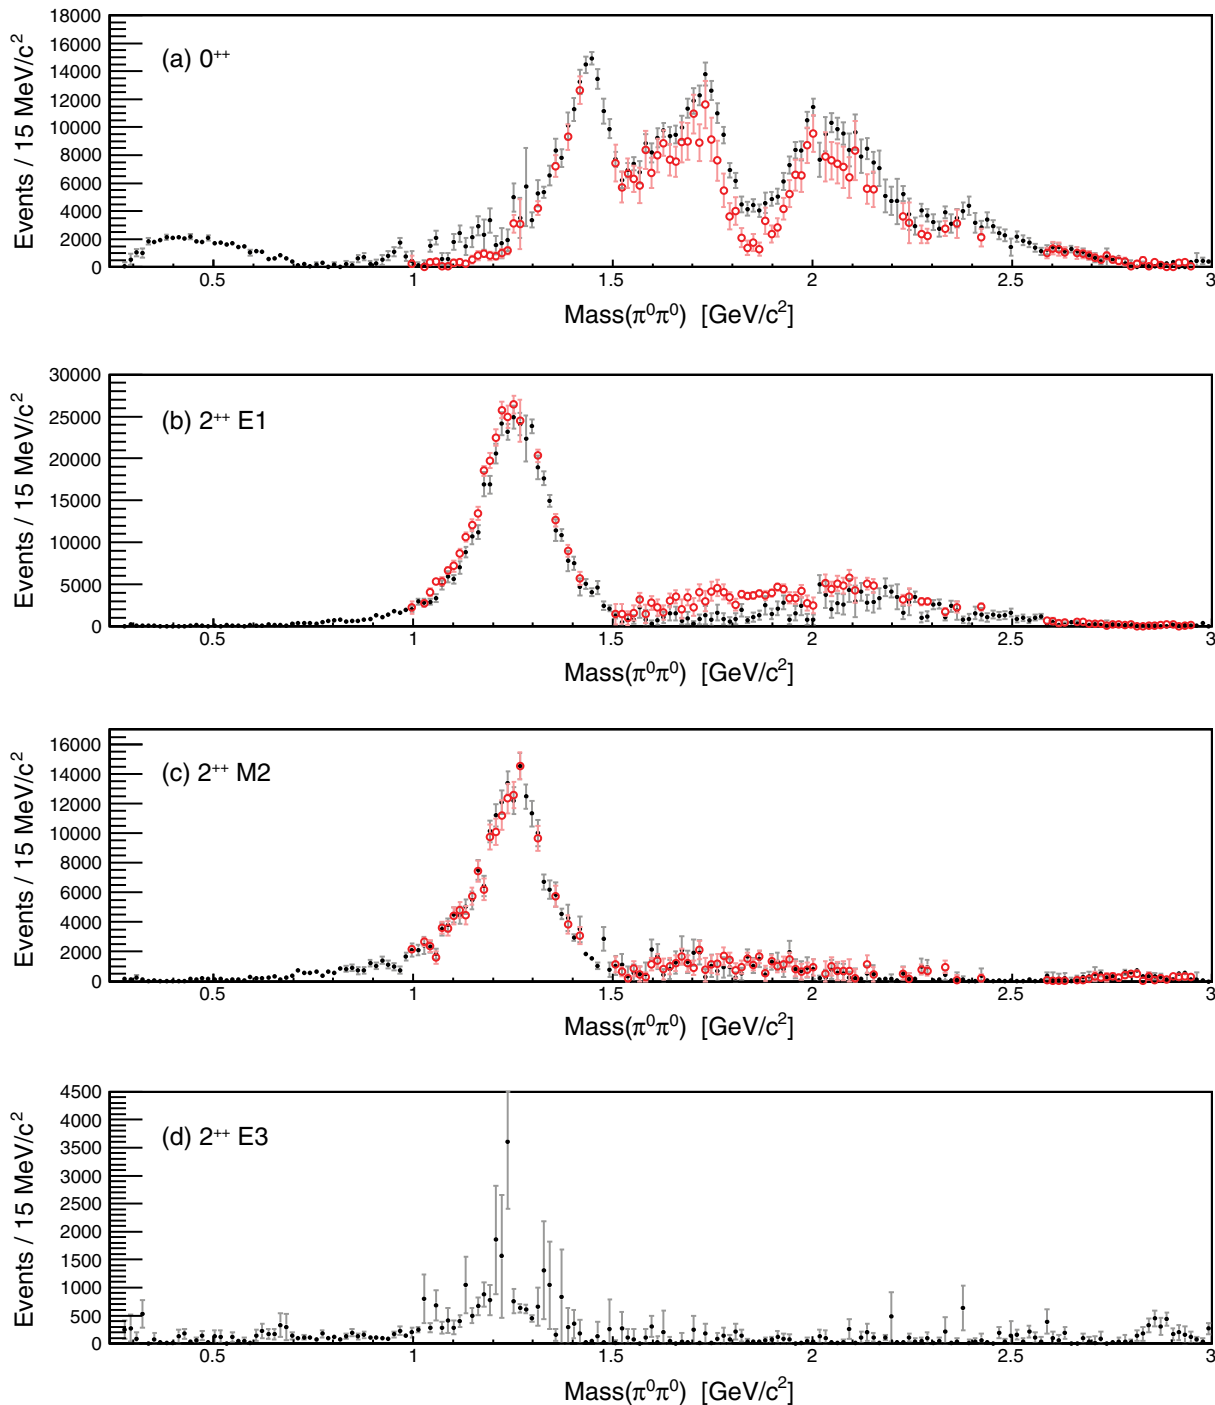 18000
16000
14000
12000
10000
8000
6000
4000
2000
0
Events / 15 MeV/c²
(a) 0⁺⁺
0.5 1 1.5 2 2.5 3
Mass(π⁰π⁰) [GeV/c²]
30000
25000
20000
15000
10000
5000
0
Events / 15 MeV/c²
(b) 2⁺⁺ E1
0.5 1 1.5 2 2.5 3
Mass(π⁰π⁰) [GeV/c²]
16000
14000
12000
10000
8000
6000
4000
2000
0
Events / 15 MeV/c²
(c) 2⁺⁺ M2
0.5 1 1.5 2 2.5 3
Mass(π⁰π⁰) [GeV/c²]
4500
4000
3500
3000
2500
2000
1500
1000
500
0
Events / 15 MeV/c²
(d) 2⁺⁺ E3
0.5 1 1.5 2 2.5 3
Mass(π⁰π⁰) [GeV/c²]